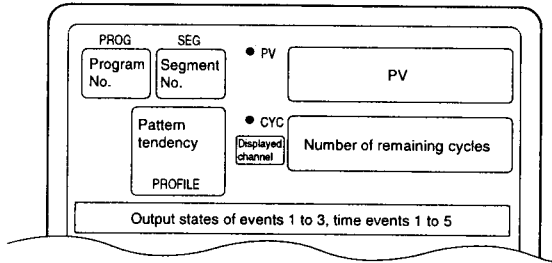 PROG SEG
Program No.
Segment No.
PV
PV
Pattern tendency
PROFILE
CYC
Displayed channel
Number of remaining cycles
Output states of events 1 to 3, time events 1 to 5